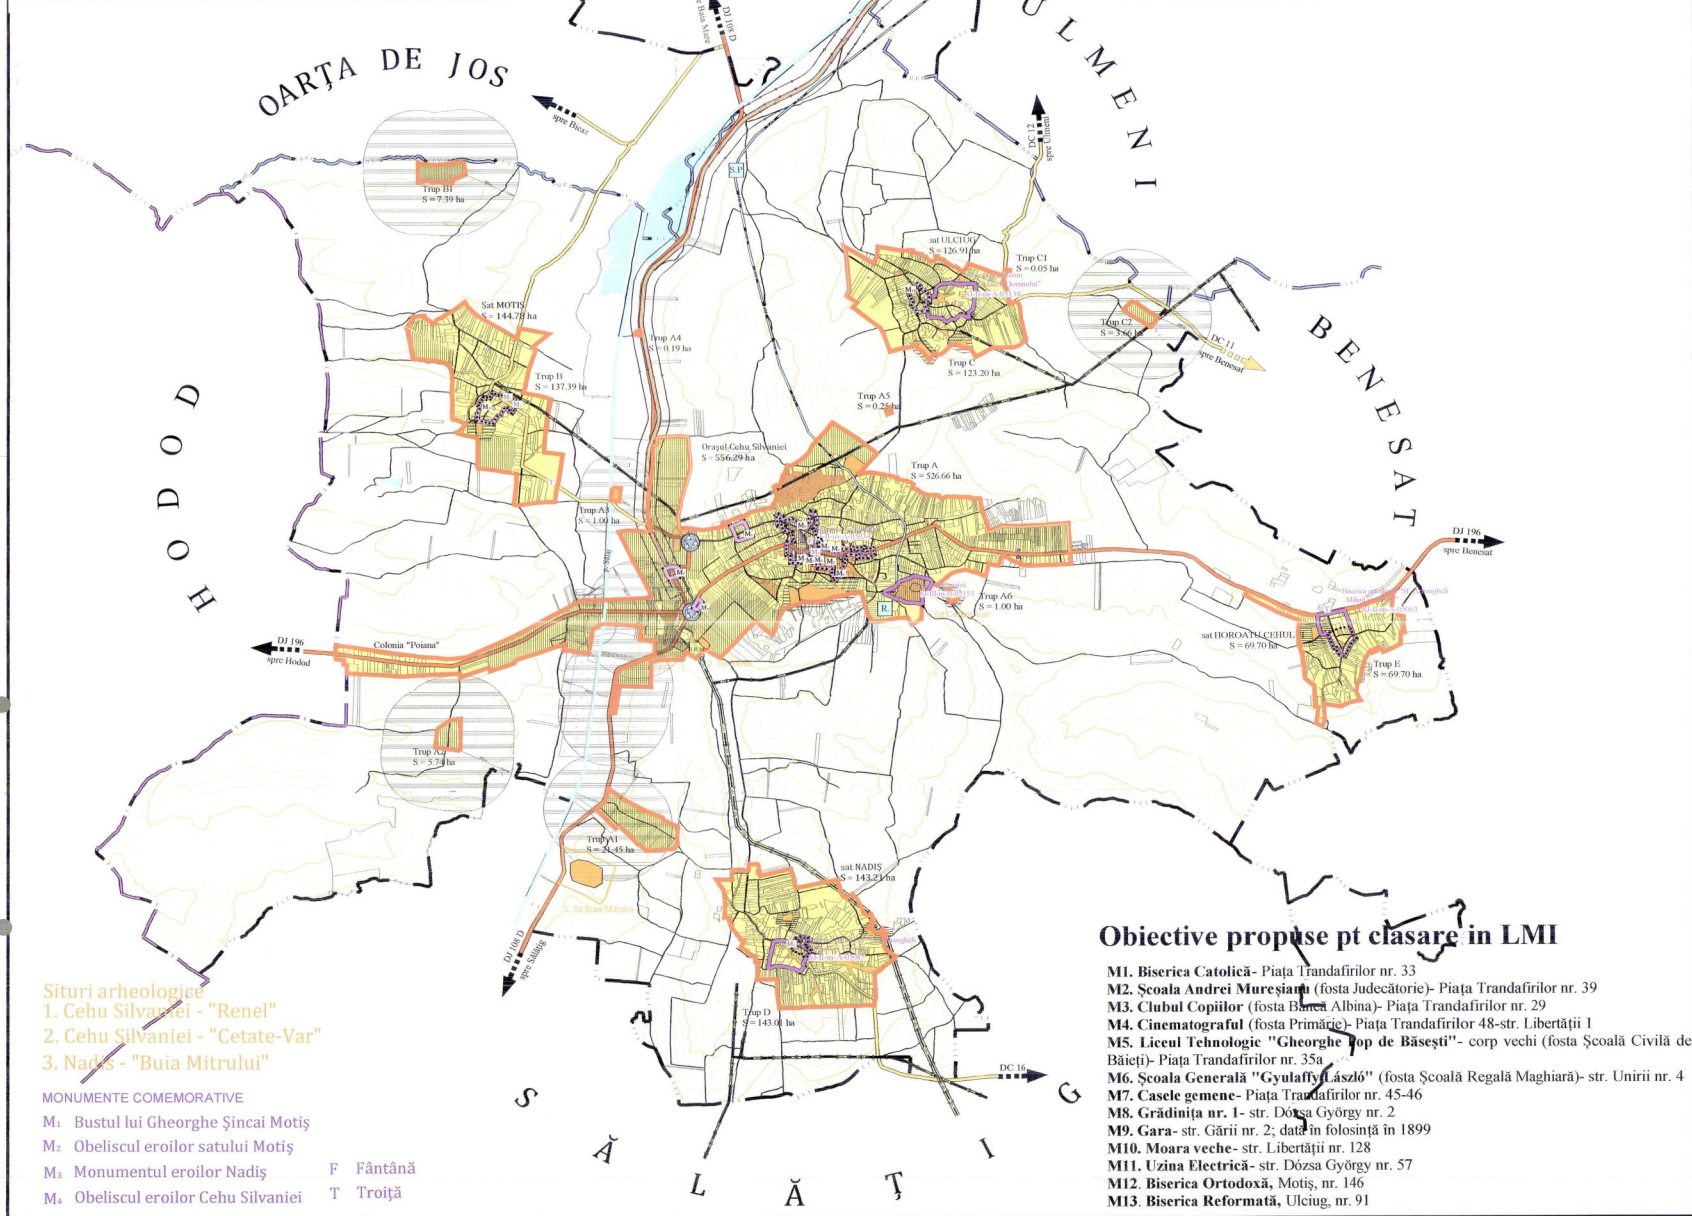 OARȚA DE JOS
ULMENI
BENESAT
HODOD
SĂLĂȚIG
DJ 108 D
Baia Mare
spre Bicaz
DC 12
spre Ulmeni
S.P.
Trup B1
S = 7.39 ha
sat ULCIUG
S = 126.91 ha
Trup C1
S = 0.05 ha
Domnului"
Sat MOTIȘ
S = 144.78 ha
Trup C2
S = 3.66 ha
DC 11
spre Benesat
Trup A4
S = 0.19 ha
Trup C
S = 123.20 ha
Trup B
S = 137.39 ha
Trup A5
S = 0.25 ha
Orașul Cehu Silvaniei
S = 556.29 ha
Trup A
S = 526.66 ha
Trup A3
S = 1.00 ha
DJ 196
spre Benesat
R.
Trup A6
S = 1.00 ha
sat HOROATU CEHUL
S = 69.70 ha
Trup E
S = 69.70 ha
DJ 196
spre Hodod
Colonia "Poiana"
Trup A2
S = 5.74 ha
Trup A1
S = 21.45 ha
3. Sit Buia Mitrului
sat NADIȘ
S = 143.21 ha
DJ 108 D
spre Sălățig
Trup D
S = 143.01 ha
DC 16
Situri arheologice
1. Cehu Silvaniei - "Renel"
2. Cehu Silvaniei - "Cetate-Var"
3. Nadiș - "Buia Mitrului"
MONUMENTE COMEMORATIVE
M₁ Bustul lui Gheorghe Șincai Motiș
M₂ Obeliscul eroilor satului Motiș
M₃ Monumentul eroilor Nadiș
M₄ Obeliscul eroilor Cehu Silvaniei
F Fântână
T Troiță
Obiective propuse pt clasare in LMI
M1. Biserica Catolică- Piața Trandafirilor nr. 33
M2. Școala Andrei Mureșianu (fosta Judecătorie)- Piața Trandafirilor nr. 39
M3. Clubul Copiilor (fosta Bancă Albina)- Piața Trandafirilor nr. 29
M4. Cinematograful (fosta Primărie)- Piața Trandafirilor 48-str. Libertății 1
M5. Liceul Tehnologic "Gheorghe Pop de Băsești"- corp vechi (fosta Școală Civilă de
Băieți)- Piața Trandafirilor nr. 35a
M6. Școala Generală "Gyulaffy László" (fosta Școală Regală Maghiară)- str. Unirii nr. 4
M7. Casele gemene- Piața Trandafirilor nr. 45-46
M8. Grădinița nr. 1- str. Dózsa György nr. 2
M9. Gara- str. Gării nr. 2; dată în folosință în 1899
M10. Moara veche- str. Libertății nr. 128
M11. Uzina Electrică- str. Dózsa György nr. 57
M12. Biserica Ortodoxă, Motiș, nr. 146
M13. Biserica Reformată, Ulciug, nr. 91